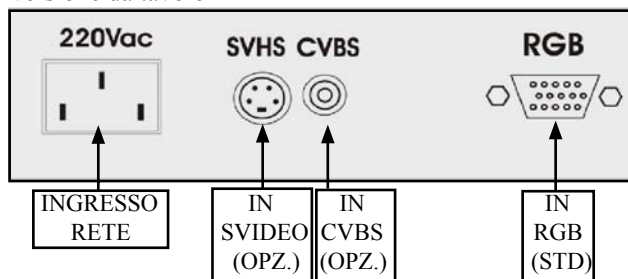 220Vac
SVHS CVBS
RGB
INGRESSO
RETE
IN
SVIDEO
(OPZ.)
IN
CVBS
(OPZ.)
IN
RGB
(STD)